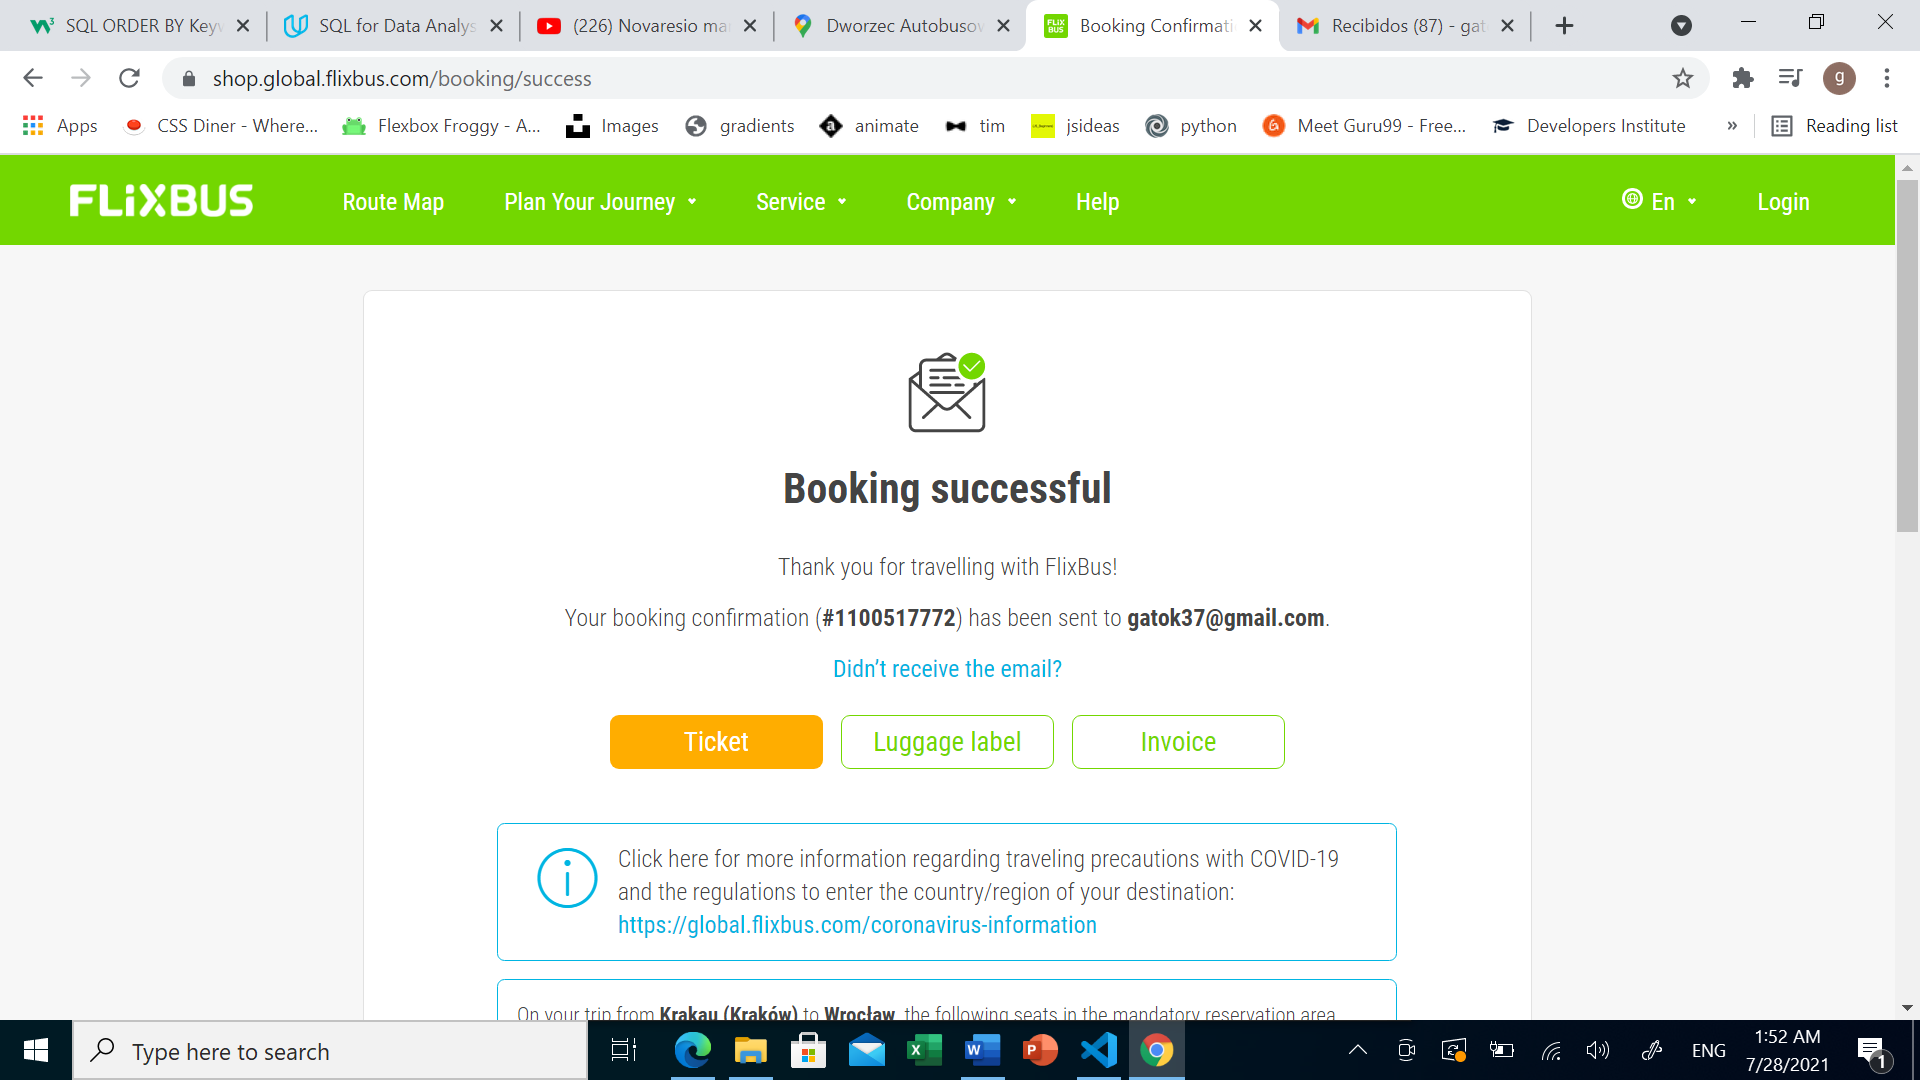 SQL ORDER BY Keyw
SQL for Data Analys
(226) Novaresio ma
Dworzec Autobusow
Booking Confirmati
Recibidos (87) - gat
shop.global.flixbus.com/booking/success
g
Apps
CSS Diner - Where...
Flexbox Froggy - A...
Images
gradients
animate
tim
jsideas
python
Meet Guru99 - Free...
Developers Institute
»
Reading list
FLiXBUS
Route Map
Plan Your Journey
Service
Company
Help
En
Login
Booking successful
Thank you for travelling with FlixBus!
Your booking confirmation (#1100517772) has been sent to gatok37@gmail.com.
Didn’t receive the email?
Ticket
Luggage label
Invoice
Click here for more information regarding traveling precautions with COVID-19
and the regulations to enter the country/region of your destination:
https://global.flixbus.com/coronavirus-information
On your trip from Krakau (Kraków) to Wrocław, the following seats in the mandatory reservation area
Type here to search
ENG
1:52 AM
7/28/2021
1